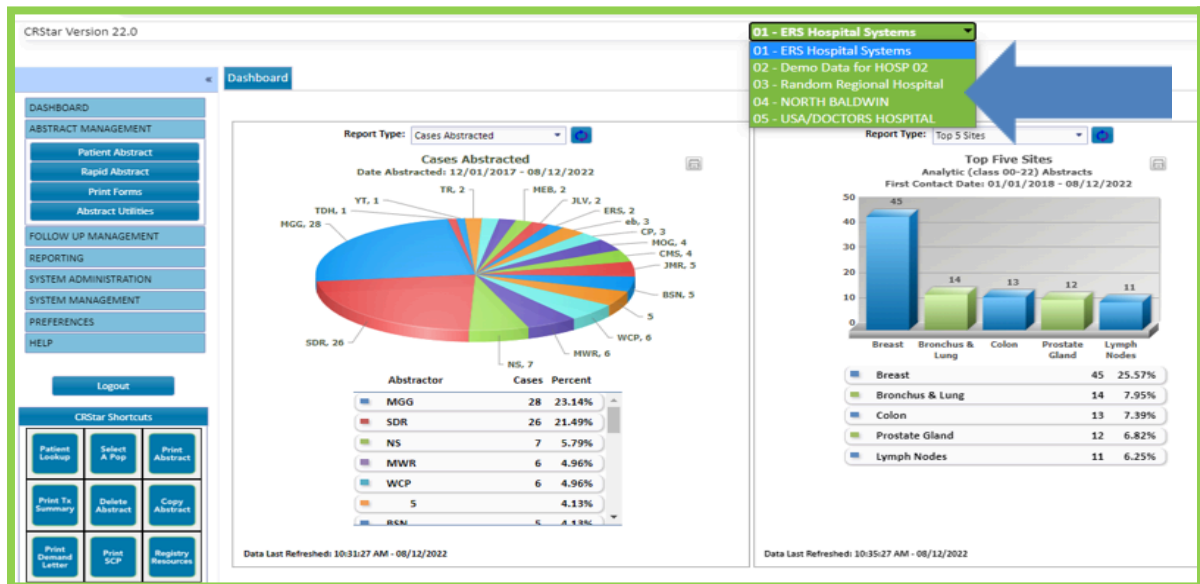 CRStar Version 22.0
01 - ERS Hospital Systems
01 - ERS Hospital Systems
02 - Demo Data for HOSP 02
03 - Random Regional Hospital
04 - NORTH BALDWIN
05 - USA/DOCTORS HOSPITAL
«
Dashboard
DASHBOARD
ABSTRACT MANAGEMENT
Patient Abstract
Rapid Abstract
Print Forms
Abstract Utilities
FOLLOW UP MANAGEMENT
REPORTING
SYSTEM ADMINISTRATION
SYSTEM MANAGEMENT
PREFERENCES
HELP
Logout
CRStar Shortcuts
Patient Lookup
Select A Pop
Print Abstract
Print Tx Summary
Delete Abstract
Copy Abstract
Print Demand Letter
Print SCP
Registry Resources
Report Type: Cases Abstracted
Cases Abstracted
Date Abstracted: 12/01/2017 - 08/12/2022
TR, 2
MEB, 2
YT, 1
JLV, 2
TDH, 1
ERS, 2
eb, 3
MGG, 28
CP, 3
MOG, 4
CMS, 4
JMR, 5
BSN, 5
5
WCP, 6
SDR, 26
MWR, 6
NS, 7
Abstractor Cases Percent
MGG 28 23.14%
SDR 26 21.49%
NS 7 5.79%
MWR 6 4.96%
WCP 6 4.96%
5 4.13%
BSN 5 4.13%
Data Last Refreshed: 10:31:27 AM - 08/12/2022
Report Type: Top 5 Sites
Top Five Sites
Analytic (class 00-22) Abstracts
First Contact Date: 01/01/2018 - 08/12/2022
50
45
40
30
20
14
13
12
11
10
0
Breast
Bronchus & Lung
Colon
Prostate Gland
Lymph Nodes
Breast 45 25.57%
Bronchus & Lung 14 7.95%
Colon 13 7.39%
Prostate Gland 12 6.82%
Lymph Nodes 11 6.25%
Data Last Refreshed: 10:35:27 AM - 08/12/2022